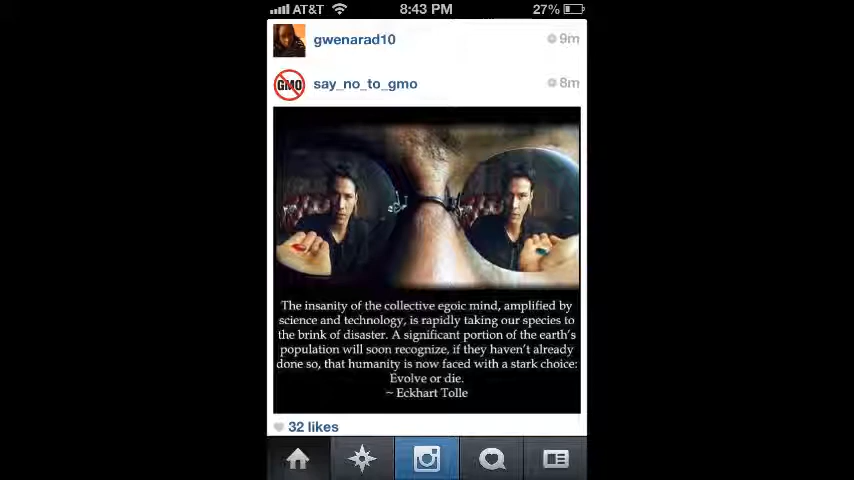 AT&T 8:43 PM 27%
gwenarad10 9m
GMO say_no_to_gmo 8m
The insanity of the collective egoic mind, amplified by
science and technology, is rapidly taking our species to
the brink of disaster. A significant portion of the earth's
population will soon recognize, if they haven't already
done so, that humanity is now faced with a stark choice:
Evolve or die.
~ Eckhart Tolle
32 likes